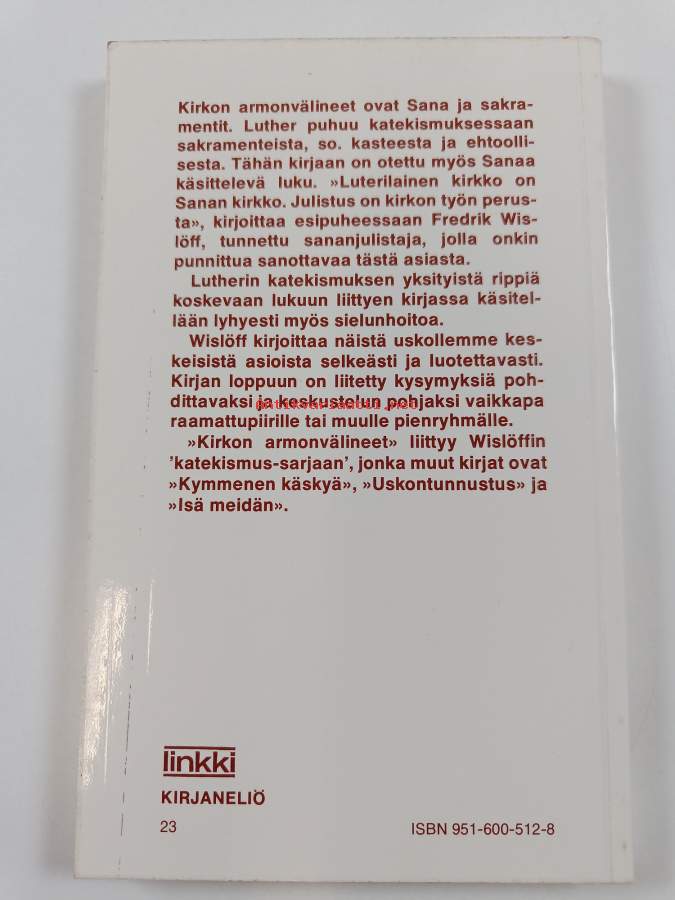 Kirkon armonvälineet ovat Sana ja sakra-
mentit. Luther puhuu katekismuksessaan
sakramenteista, so. kasteesta ja ehtoolli-
sesta. Tähän kirjaan on otettu myös Sanaa
käsittelevä luku. »Luterilainen kirkko on
Sanan kirkko. Julistus on kirkon työn perus-
ta», kirjoittaa esipuheessaan Fredrik Wis-
löff, tunnettu sananjulistaja, jolla onkin
punnittua sanottavaa tästä asiasta.
Lutherin katekismuksen yksityistä rippiä
koskevaan lukuun liittyen kirjassa käsitel-
lään lyhyesti myös sielunhoitoa.
Wislöff kirjoittaa näistä uskollemme kes-
keisistä asioista selkeästi ja luotettavasti.
Kirjan loppuun on liitetty kysymyksiä poh-
dittavaksi ja keskustelun pohjaksi vaikkapa
raamattupiirille tai muulle pienryhmälle.
»Kirkon armonvälineet» liittyy Wislöffin
'katekismus-sarjaan', jonka muut kirjat ovat
»Kymmenen käskyä», »Uskontunnustus» ja
»Isä meidän».
linkki
KIRJANELIÖ
23
ISBN 951-600-512-8